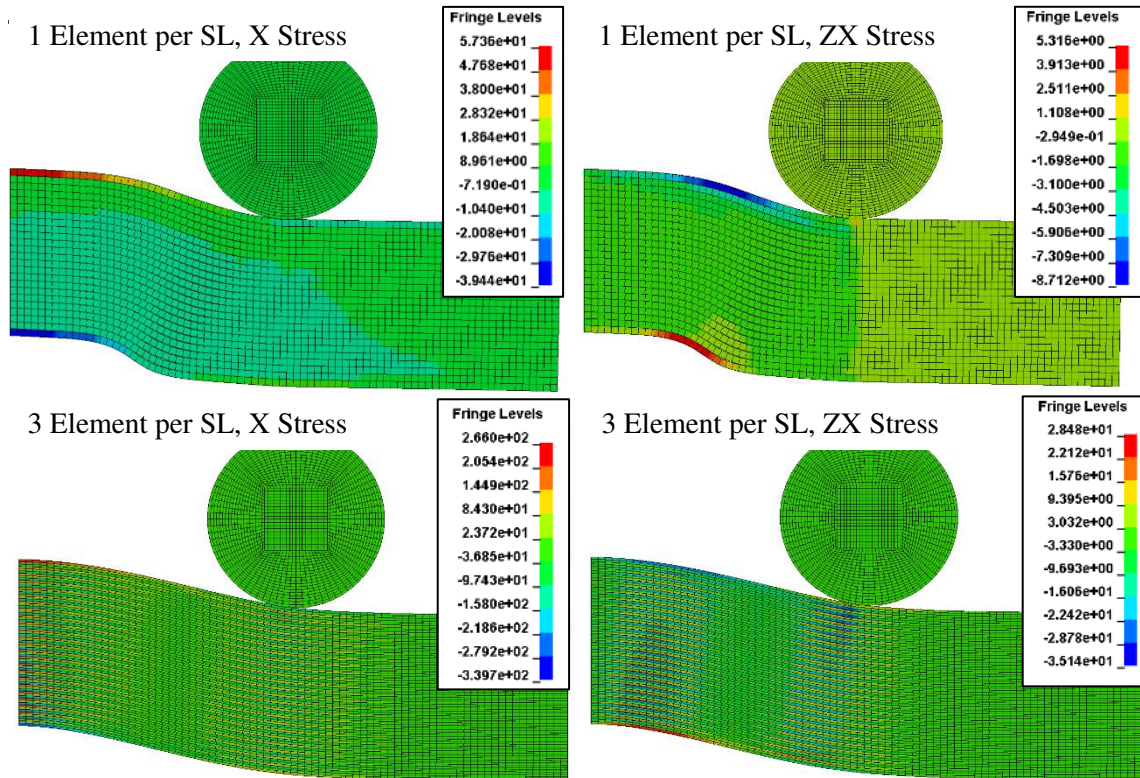 1 Element per SL, X Stress
Fringe Levels
5.736e+01
4.768e+01
3.800e+01
2.832e+01
1.864e+01
8.961e+00
-7.190e-01
-1.040e+01
-2.008e+01
-2.976e+01
-3.944e+01
1 Element per SL, ZX Stress
Fringe Levels
5.316e+00
3.913e+00
2.511e+00
1.108e+00
-2.949e-01
-1.698e+00
-3.100e+00
-4.503e+00
-5.906e+00
-7.309e+00
-8.712e+00
3 Element per SL, X Stress
Fringe Levels
2.660e+02
2.054e+02
1.449e+02
8.430e+01
2.372e+01
-3.685e+01
-9.743e+01
-1.580e+02
-2.186e+02
-2.792e+02
-3.397e+02
3 Element per SL, ZX Stress
Fringe Levels
2.848e+01
2.212e+01
1.576e+01
9.395e+00
3.032e+00
-3.330e+00
-9.693e+00
-1.606e+01
-2.242e+01
-2.878e+01
-3.514e+01